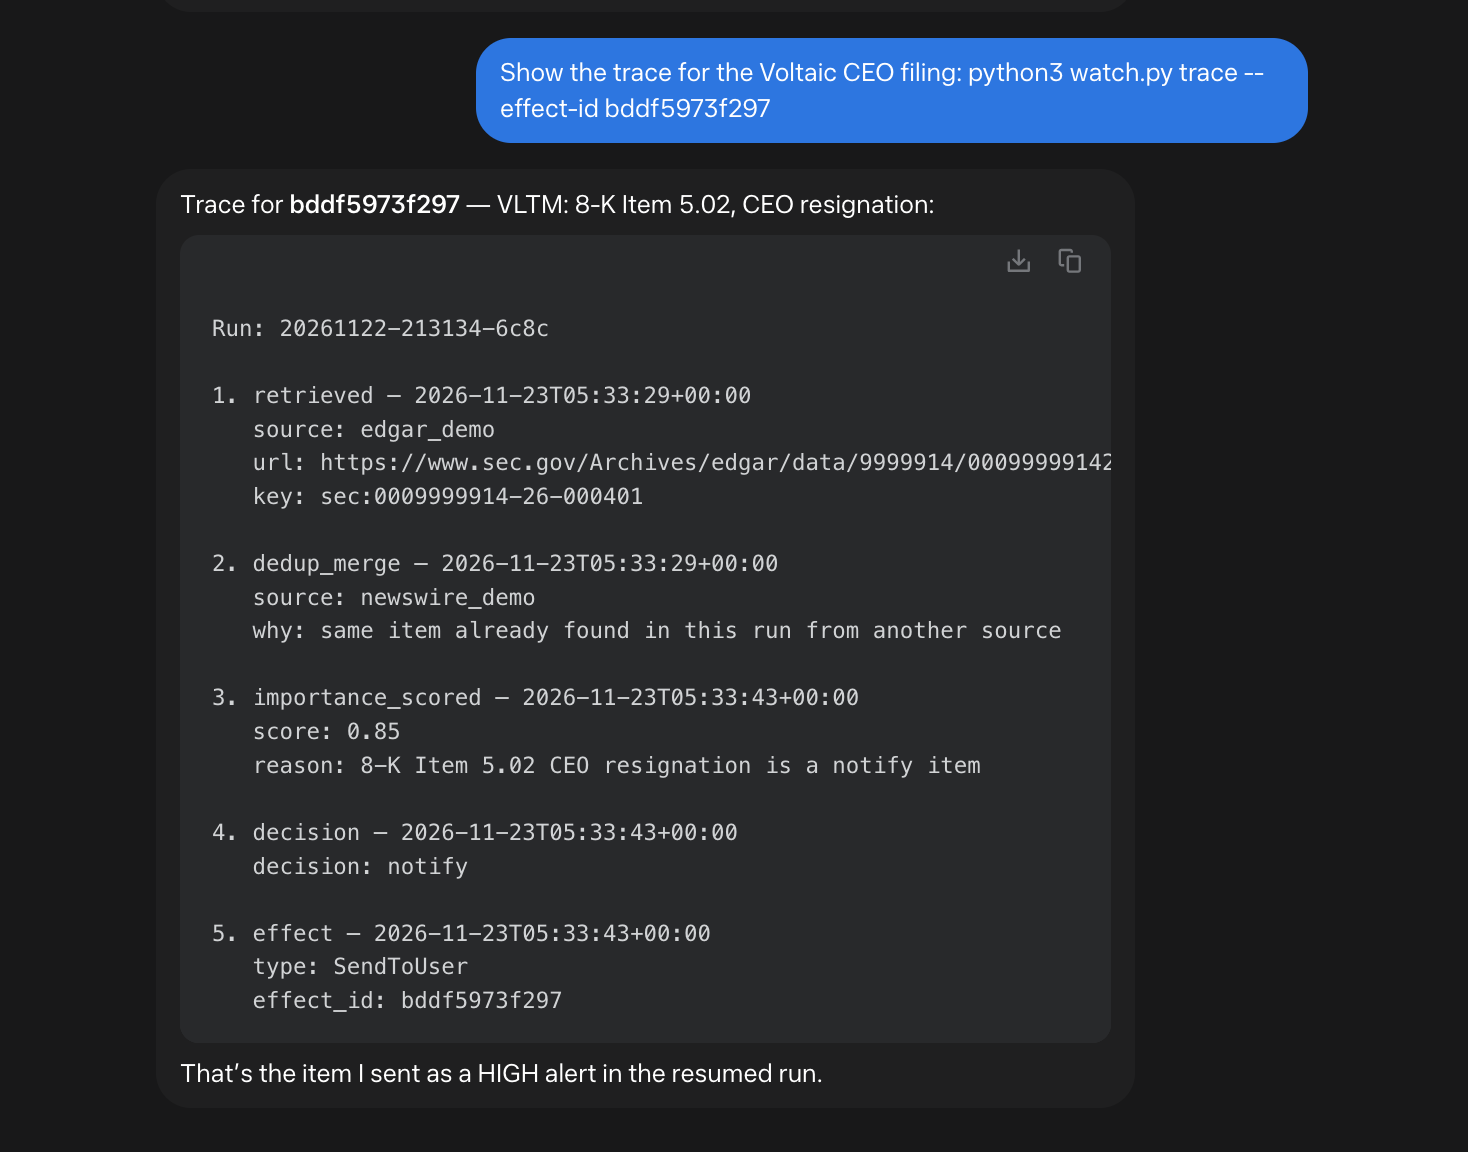 Show the trace for the Voltaic CEO filing: python3 watch.py trace --
effect-id bddf5973f297
Trace for bddf5973f297 — VLTM: 8-K Item 5.02, CEO resignation:
Run: 20261122-213134-6c8c
1. retrieved — 2026-11-23T05:33:29+00:00
source: edgar_demo
url: https://www.sec.gov/Archives/edgar/data/9999914/00099999142
key: sec:0009999914-26-000401
2. dedup_merge — 2026-11-23T05:33:29+00:00
source: newswire_demo
why: same item already found in this run from another source
3. importance_scored — 2026-11-23T05:33:43+00:00
score: 0.85
reason: 8-K Item 5.02 CEO resignation is a notify item
4. decision — 2026-11-23T05:33:43+00:00
decision: notify
5. effect — 2026-11-23T05:33:43+00:00
type: SendToUser
effect_id: bddf5973f297
That's the item I sent as a HIGH alert in the resumed run.